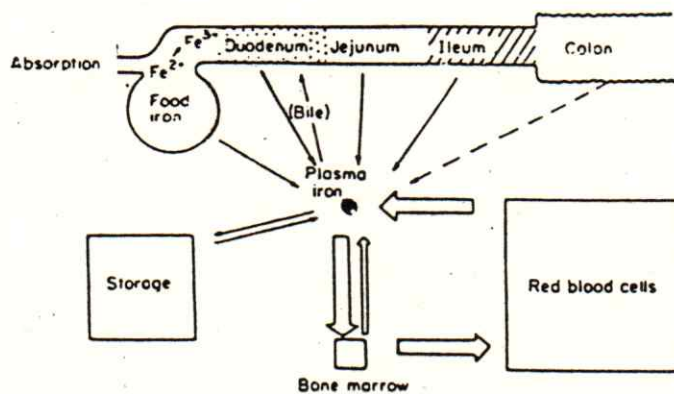 Absorption
Fe2+
Fe3+
Duodenum
Jejunum
Ileum
Colon
Food
iron
(Bile)
Plasma
iron
Storage
Red blood cells
Bone marrow